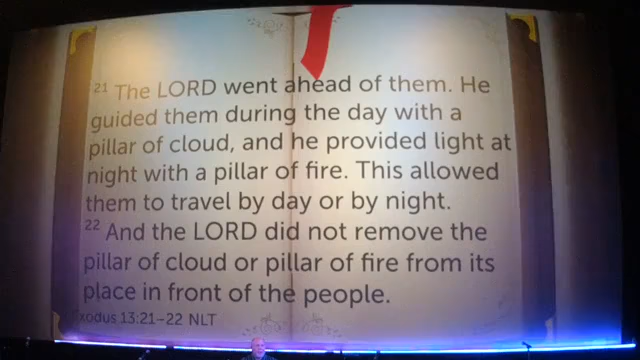 21 The LORD went ahead of them. He
guided them during the day with a
pillar of cloud, and he provided light at
night with a pillar of fire. This allowed
them to travel by day or by night.
22 And the LORD did not remove the
pillar of cloud or pillar of fire from its
place in front of the people.
Exodus 13:21–22 NLT